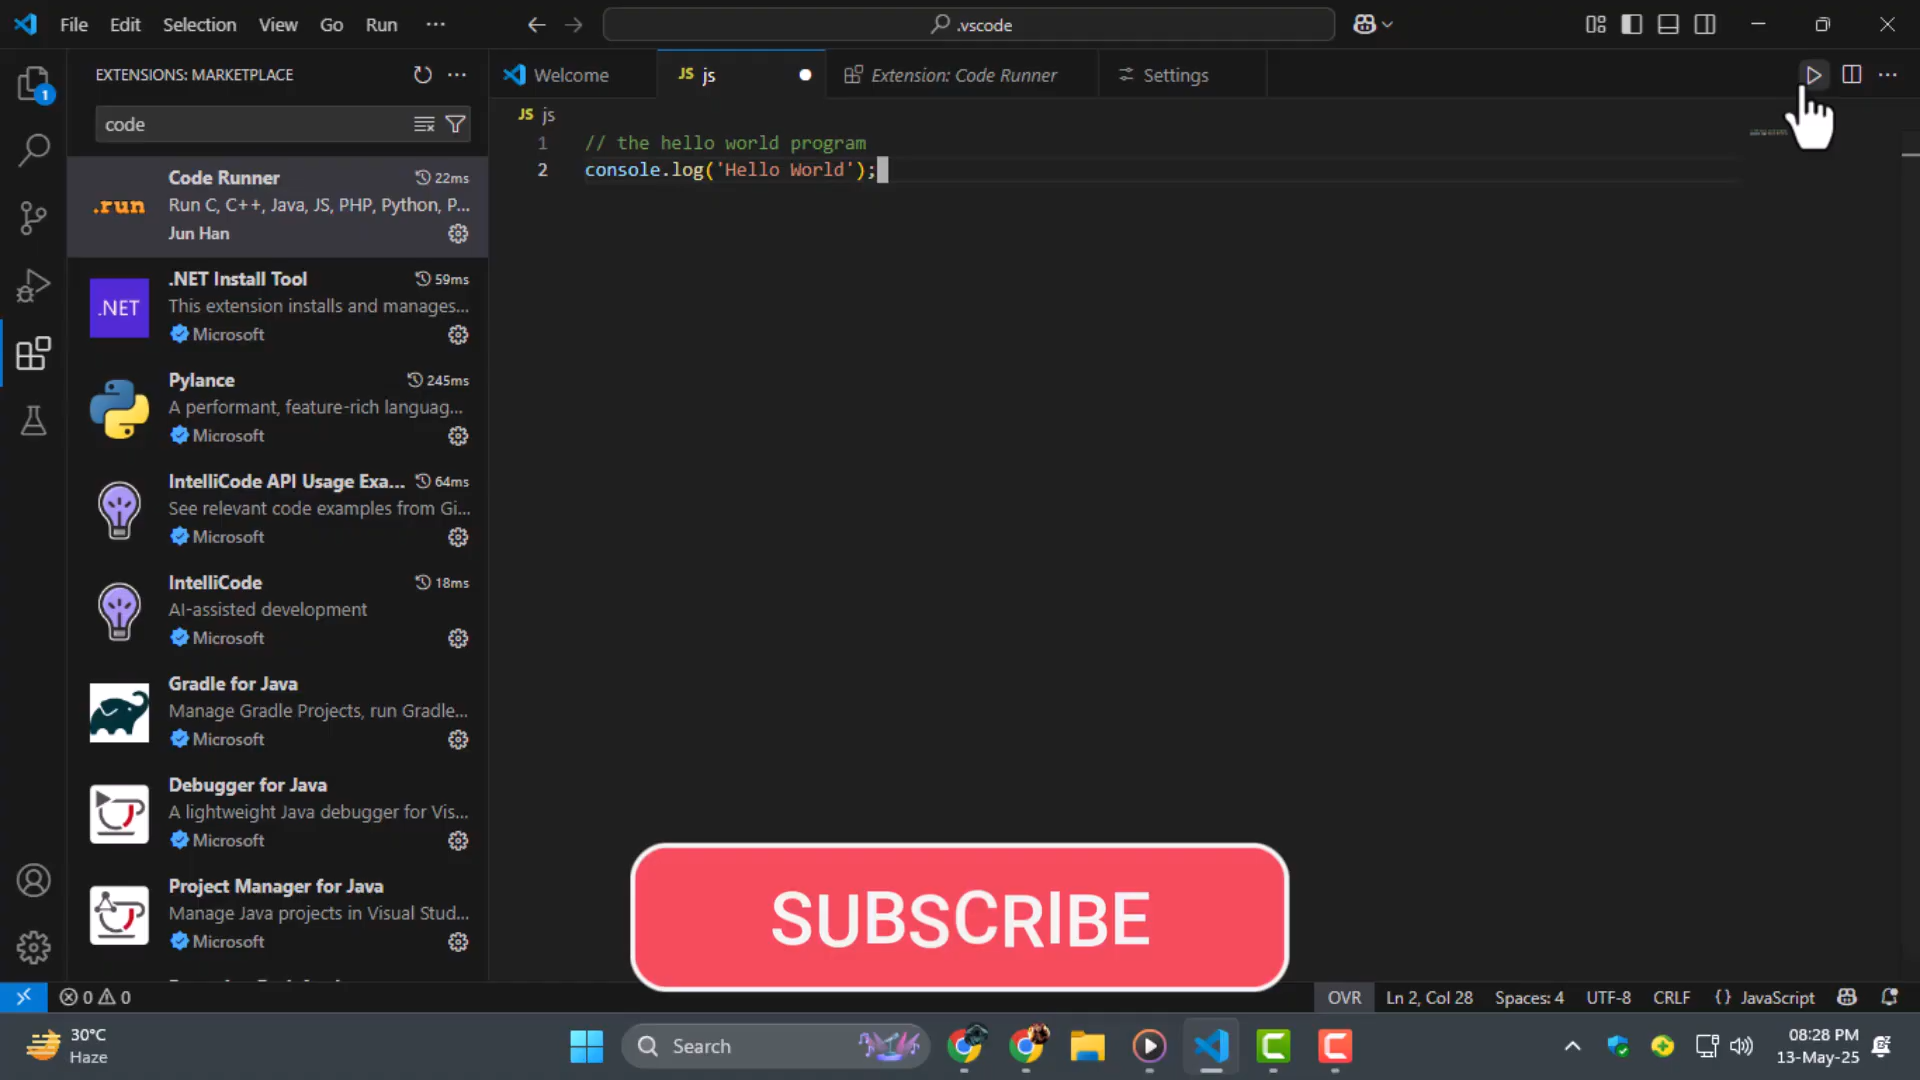 File Edit Selection View Go Run
.vscode
EXTENSIONS: MARKETPLACE
code
Code Runner 22ms
.run
Run C, C++, Java, JS, PHP, Python, P...
Jun Han
.NET Install Tool 59ms
.NET
This extension installs and manages...
Microsoft
Pylance 245ms
A performant, feature-rich languag...
Microsoft
IntelliCode API Usage Exa... 64ms
See relevant code examples from Gi...
Microsoft
IntelliCode 18ms
AI-assisted development
Microsoft
Gradle for Java
Manage Gradle Projects, run Gradle...
Microsoft
Debugger for Java
A lightweight Java debugger for Vis...
Microsoft
Project Manager for Java
Manage Java projects in Visual Stud...
Microsoft
1
Welcome JS js Extension: Code Runner Settings
JS js
1 // the hello world program
2 console.log('Hello World');
SUBSCRIBE
0 0 OVR Ln 2, Col 28 Spaces: 4 UTF-8 CRLF {} JavaScript
30°C
Haze
Search
08:28 PM
13-May-25